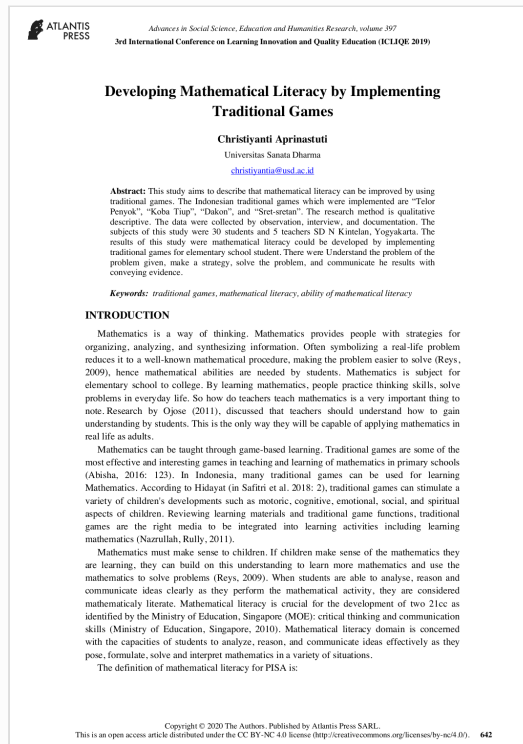 ATLANTIS
PRESS
Advances in Social Science, Education and Humanities Research, volume 397
3rd International Conference on Learning Innovation and Quality Education (ICLIQE 2019)
Developing Mathematical Literacy by Implementing
Traditional Games
Christiyanti Aprinastuti
Universitas Sanata Dharma
christiyantia@usd.ac.id
Abstract: This study aims to describe that mathematical literacy can be improved by using
traditional games. The Indonesian traditional games which were implemented are “Telor
Penyok”, “Koba Tiup”, “Dakon”, and “Sret-sretan”. The research method is qualitative
descriptive. The data were collected by observation, interview, and documentation. The
subjects of this study were 30 students and 5 teachers SD N Kintelan, Yogyakarta. The
results of this study were mathematical literacy could be developed by implementing
traditional games for elementary school student. There were Understand the problem of the
problem given, make a strategy, solve the problem, and communicate he results with
conveying evidence.
Keywords: traditional games, mathematical literacy, ability of mathematical literacy
INTRODUCTION
Mathematics is a way of thinking. Mathematics provides people with strategies for
organizing, analyzing, and synthesizing information. Often symbolizing a real-life problem
reduces it to a well-known mathematical procedure, making the problem easier to solve (Reys,
2009), hence mathematical abilities are needed by students. Mathematics is subject for
elementary school to college. By learning mathematics, people practice thinking skills, solve
problems in everyday life. So how do teachers teach mathematics is a very important thing to
note. Research by Ojose (2011), discussed that teachers should understand how to gain
understanding by students. This is the only way they will be capable of applying mathematics in
real life as adults.
Mathematics can be taught through game-based learning. Traditional games are some of the
most effective and interesting games in teaching and learning of mathematics in primary schools
(Abisha, 2016: 123). In Indonesia, many traditional games can be used for learning
Mathematics. According to Hidayat (in Safitri et al. 2018: 2), traditional games can stimulate a
variety of children's developments such as motoric, cognitive, emotional, social, and spiritual
aspects of children. Reviewing learning materials and traditional game functions, traditional
games are the right media to be integrated into learning activities including learning
mathematics (Nazrullah, Rully, 2011).
Mathematics must make sense to children. If children make sense of the mathematics they
are learning, they can build on this understanding to learn more mathematics and use the
mathematics to solve problems (Reys, 2009). When students are able to analyse, reason and
communicate ideas clearly as they perform the mathematical activity, they are considered
mathematicaly literate. Mathematical literacy is crucial for the development of two 21cc as
identified by the Ministry of Education, Singapore (MOE): critical thinking and communication
skills (Ministry of Education, Singapore, 2010). Mathematical literacy domain is concerned
with the capacities of students to analyze, reason, and communicate ideas effectively as they
pose, formulate, solve and interpret mathematics in a variety of situations.
The definition of mathematical literacy for PISA is:
Copyright © 2020 The Authors. Published by Atlantis Press SARL.
This is an open access article distributed under the CC BY-NC 4.0 license (http://creativecommons.org/licenses/by-nc/4.0/). 642